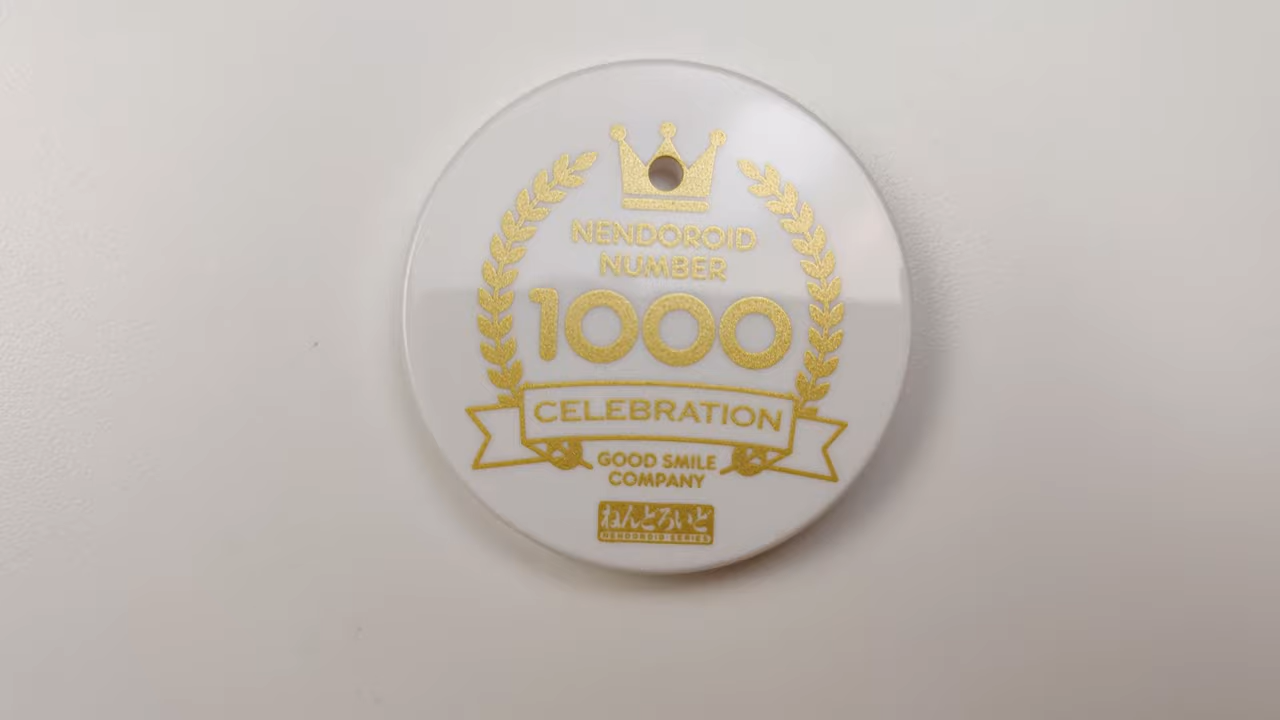 NENDOROID
NUMBER
1000
CELEBRATION
GOOD SMILE
COMPANY
ねんどろいど
NENDOROID SERIES